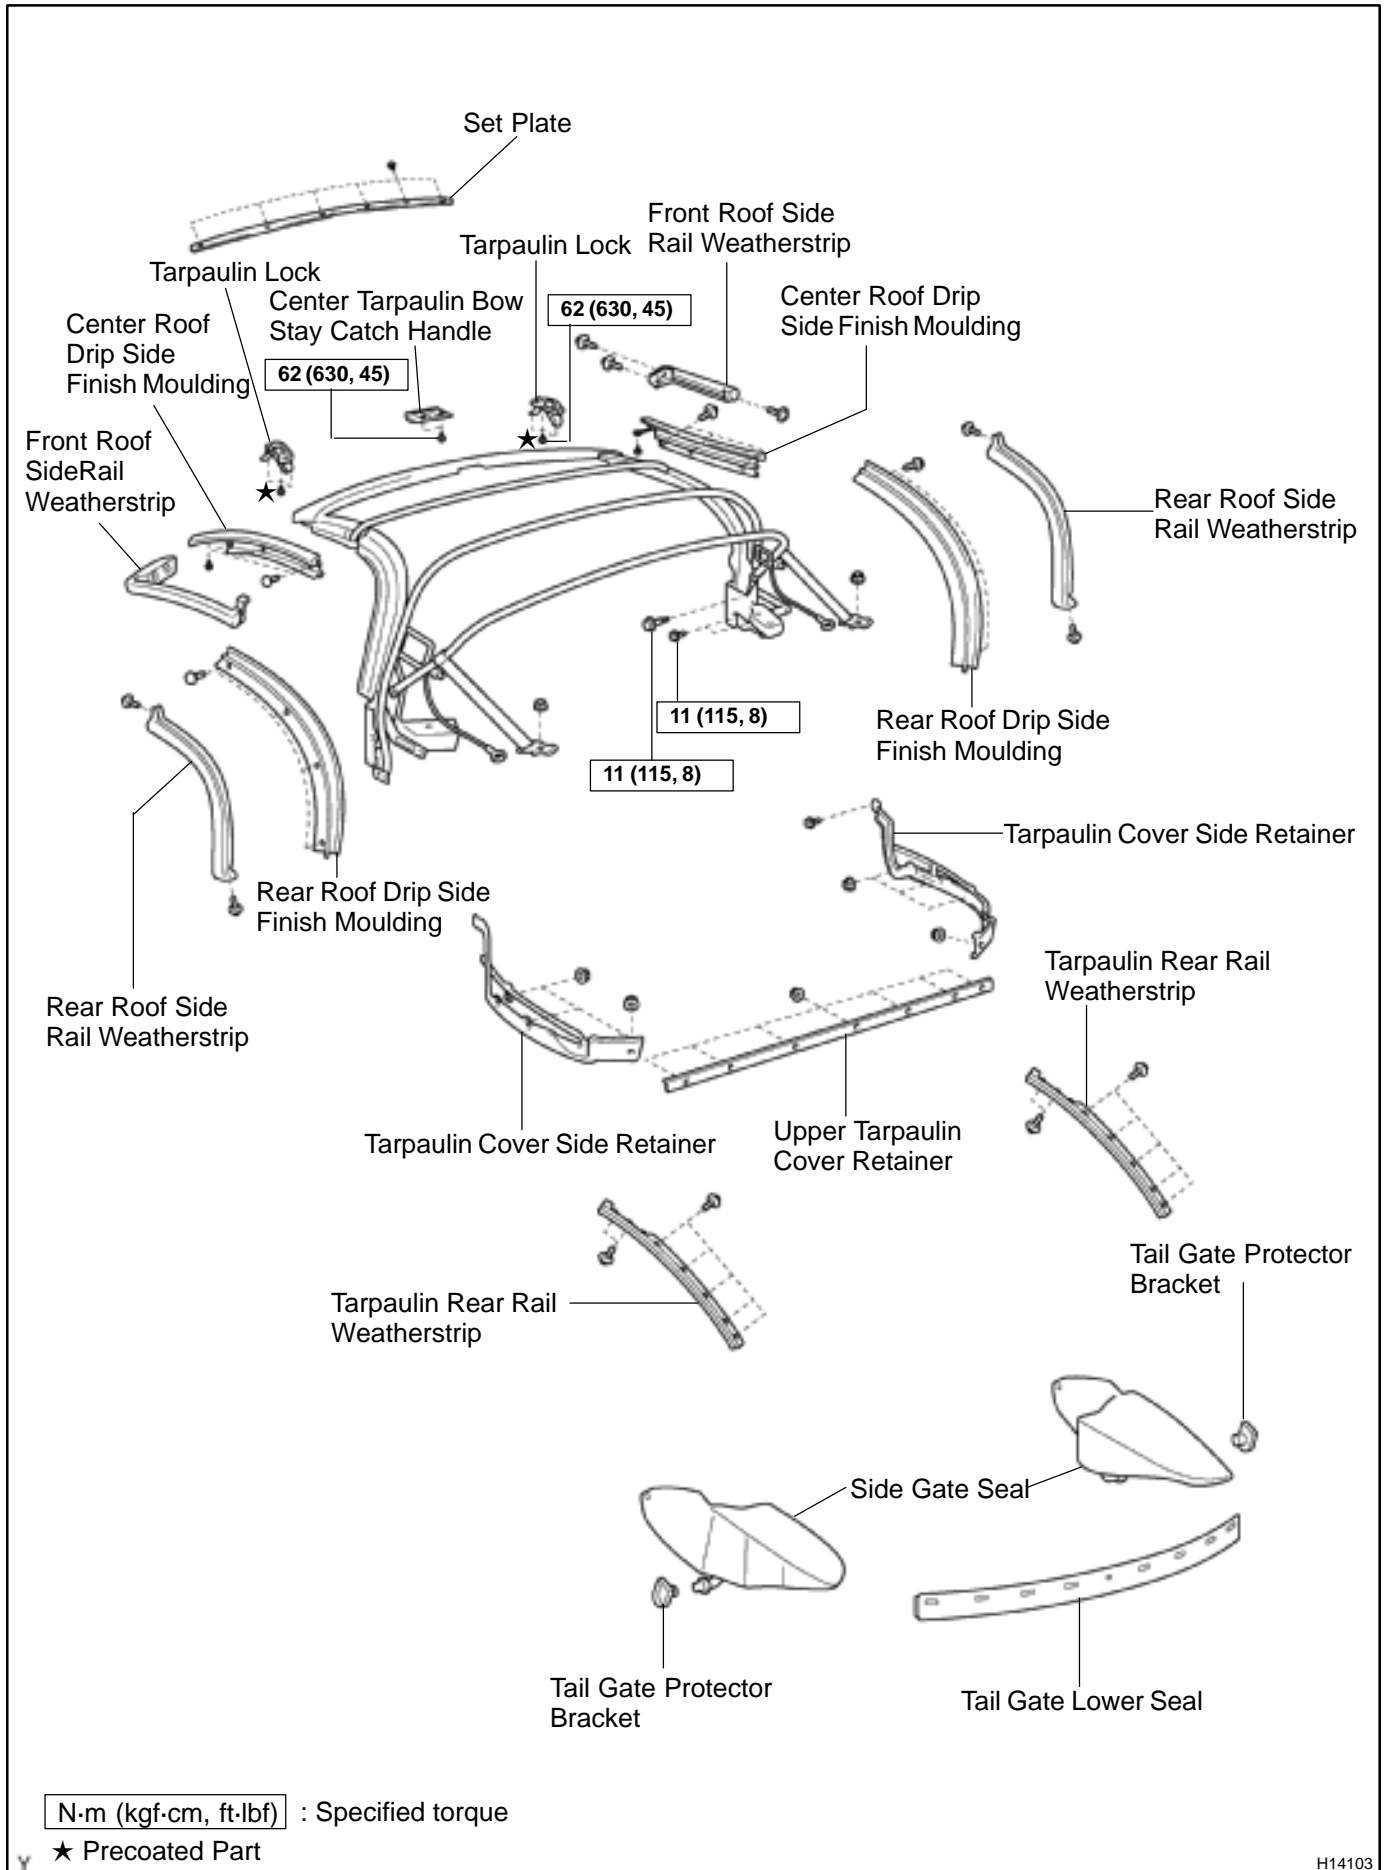 Set Plate
Front Roof Side
Rail Weatherstrip
Tarpaulin Lock
Tarpaulin Lock
Center Tarpaulin Bow
Stay Catch Handle
62 (630, 45)
Center Roof Drip
Side Finish Moulding
Center Roof
Drip Side
Finish Moulding
62 (630, 45)
Front Roof
SideRail
Weatherstrip
★
★
Rear Roof Side
Rail Weatherstrip
11 (115, 8)
11 (115, 8)
Rear Roof Drip Side
Finish Moulding
Tarpaulin Cover Side Retainer
Rear Roof Drip Side
Finish Moulding
Rear Roof Side
Rail Weatherstrip
Tarpaulin Rear Rail
Weatherstrip
Tarpaulin Cover Side Retainer
Upper Tarpaulin
Cover Retainer
Tail Gate Protector
Bracket
Tarpaulin Rear Rail
Weatherstrip
Side Gate Seal
Tail Gate Protector
Bracket
Tail Gate Lower Seal
N·m (kgf·cm, ft·lbf) : Specified torque
★ Precoated Part
Y
H14103